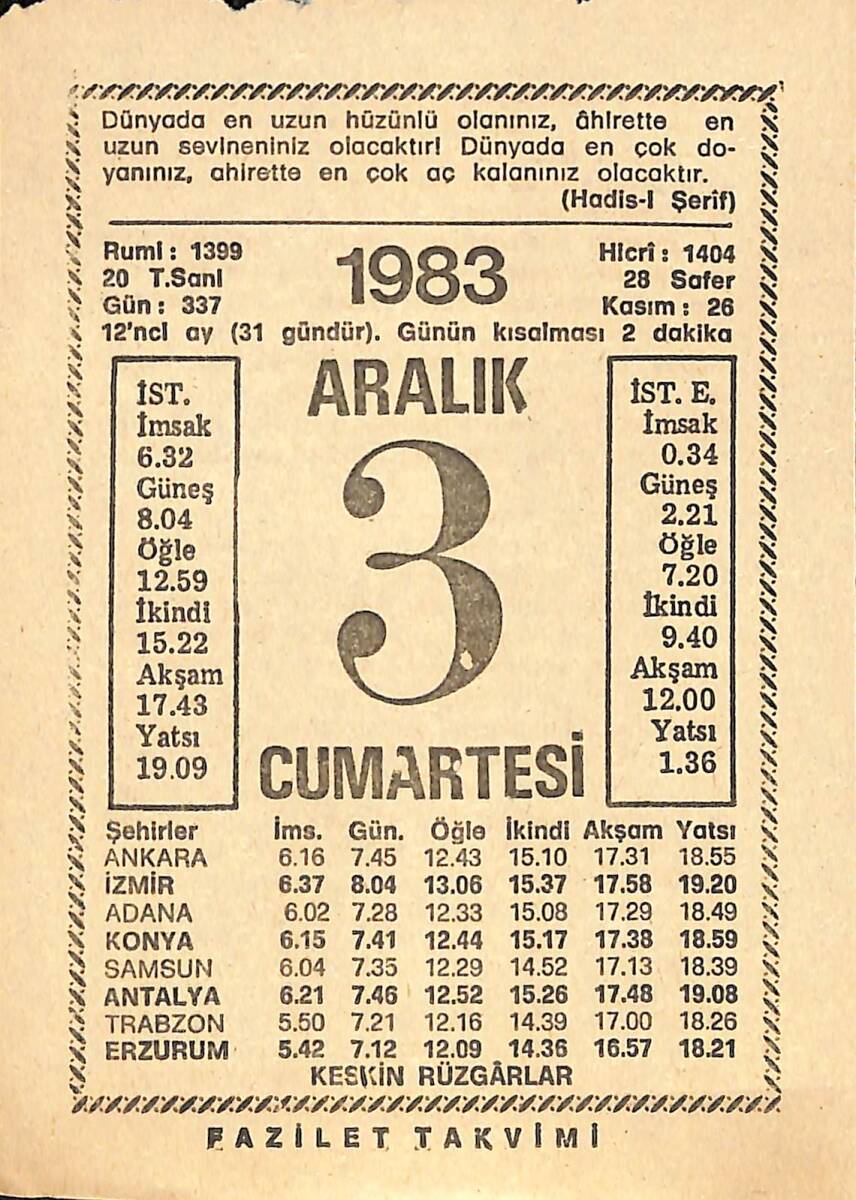 Dünyada en uzun hüzünlü olanınız, âhirette en
uzun sevineniniz olacaktır! Dünyada en çok do-
yanınız, ahirette en çok aç kalanınız olacaktır.
(Hadis-i Şerîf)
Rumi : 1399
20 T.Sani
Gün : 337
1983
Hicrî : 1404
28 Safer
Kasım : 26
12'nci ay (31 gündür). Günün kısalması 2 dakika
ARALIK
3
CUMARTESİ
İST.
İmsak
6.32
Güneş
8.04
Öğle
12.59
İkindi
15.22
Akşam
17.43
Yatsı
19.09
İST. E.
İmsak
0.34
Güneş
2.21
Öğle
7.20
İkindi
9.40
Akşam
12.00
Yatsı
1.36
Şehirler İms. Gün. Öğle İkindi Akşam Yatsı
ANKARA 6.16 7.45 12.43 15.10 17.31 18.55
İZMİR 6.37 8.04 13.06 15.37 17.58 19.20
ADANA 6.02 7.28 12.33 15.08 17.29 18.49
KONYA 6.15 7.41 12.44 15.17 17.38 18.59
SAMSUN 6.04 7.35 12.29 14.52 17.13 18.39
ANTALYA 6.21 7.46 12.52 15.26 17.48 19.08
TRABZON 5.50 7.21 12.16 14.39 17.00 18.26
ERZURUM 5.42 7.12 12.09 14.36 16.57 18.21
KESKİN RÜZGÂRLAR
FAZİLET TAKVİMİ